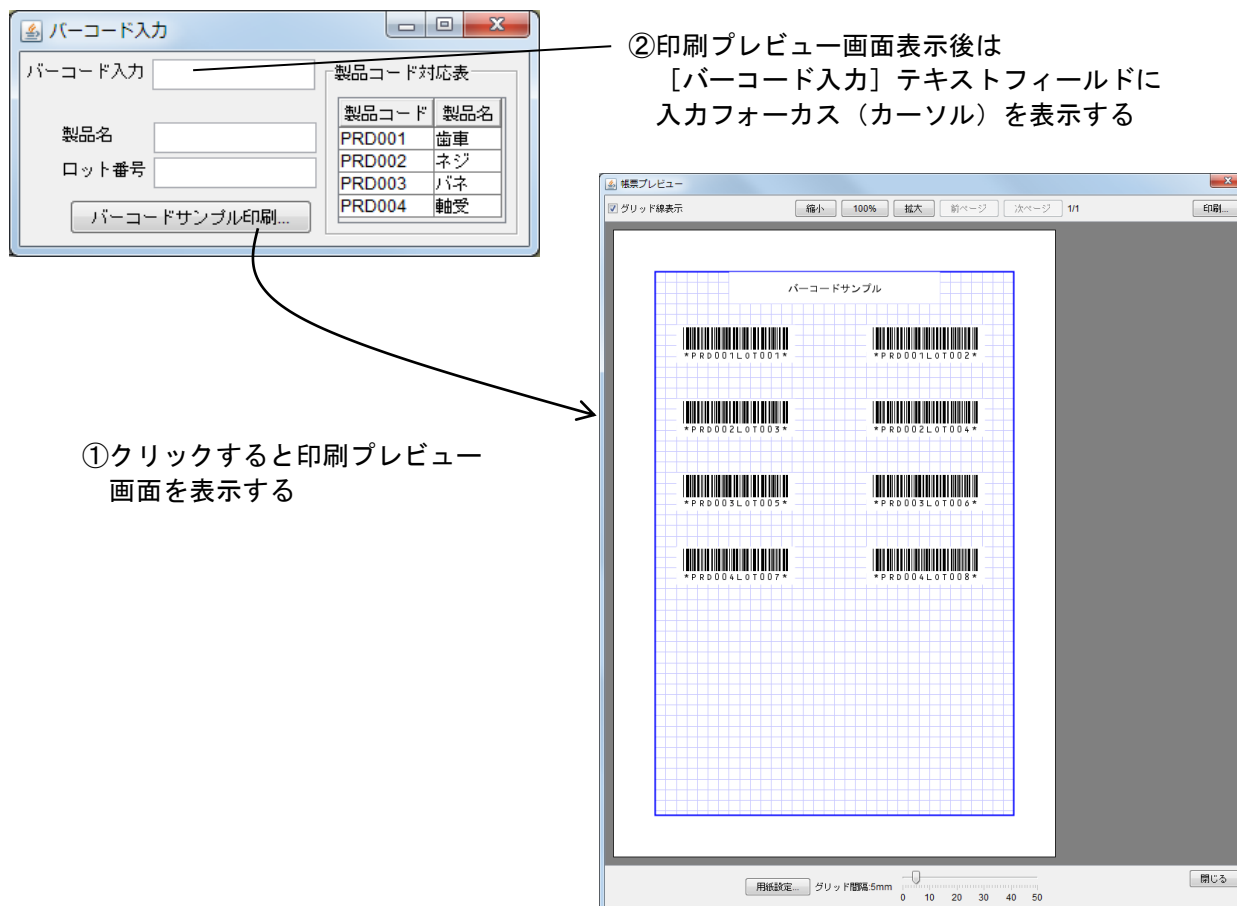 バーコード入力
バーコード入力
製品コード対応表
製品コード 製品名
PRD001 歯車
PRD002 ネジ
PRD003 バネ
PRD004 軸受
製品名
ロット番号
バーコードサンプル印刷...
②印刷プレビュー画面表示後は
［バーコード入力］テキストフィールドに
入力フォーカス（カーソル）を表示する
①クリックすると印刷プレビュー
画面を表示する
帳票プレビュー
グリッド線表示 縮小 100% 拡大 前ページ 次ページ 1/1 印刷...
バーコードサンプル
*PRD001LOT001* *PRD001LOT002*
*PRD002LOT003* *PRD002LOT004*
*PRD003LOT005* *PRD003LOT006*
*PRD004LOT007* *PRD004LOT008*
用紙設定... グリッド間隔:5mm 閉じる
0 10 20 30 40 50